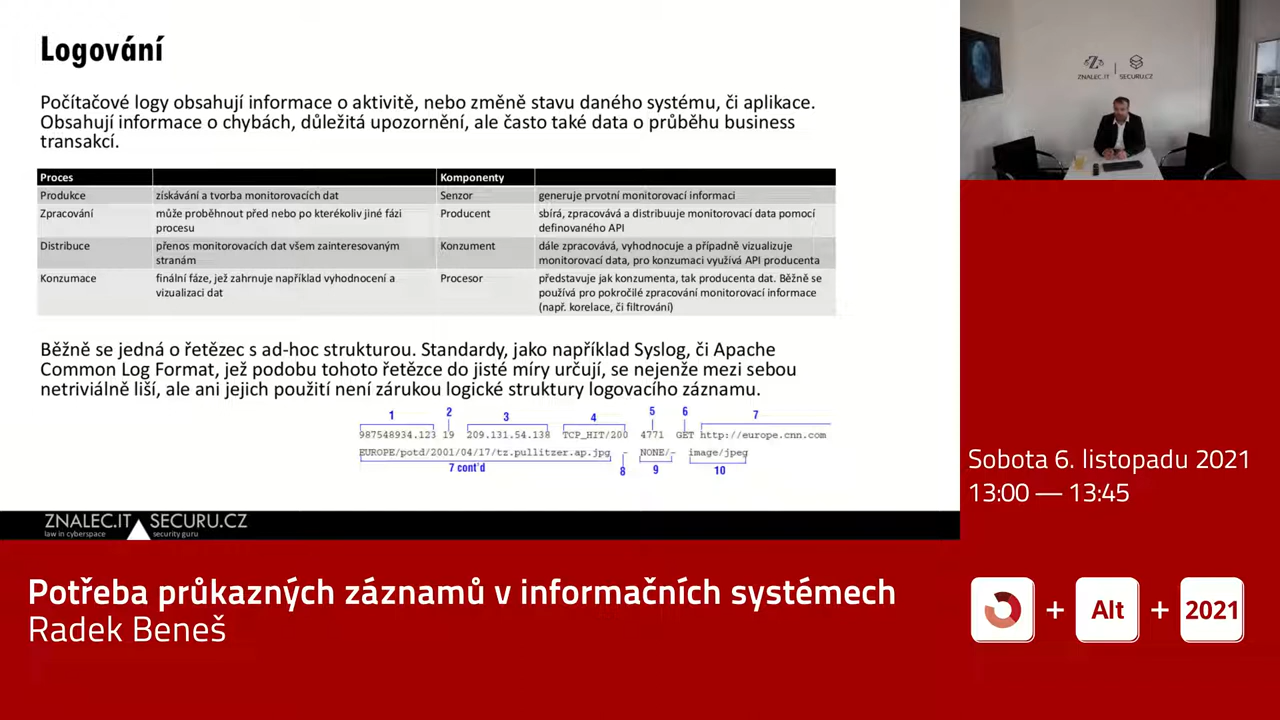 Logování
Počítačové logy obsahují informace o aktivitě, nebo změně stavu daného systému, či aplikace.
Obsahují informace o chybách, důležitá upozornění, ale často také data o průběhu business
transakcí.
Proces Komponenty
Produkce získávání a tvorba monitorovacích dat Senzor generuje prvotní monitorovací informaci
Zpracování může proběhnout před nebo po kterékoliv jiné fázi Producent sbírá, zpracovává a distribuuje monitorovací data pomocí
procesu definovaného API
Distribuce přenos monitorovacích dat všem zainteresovaným Konzument dále zpracovává, vyhodnocuje a případně vizualizuje
stranám monitorovací data, pro konzumaci využívá API producenta
Konzumace finální fáze, jež zahrnuje například vyhodnocení a Procesor představuje jak konzumenta, tak producenta dat. Běžně se
vizualizaci dat používá pro pokročilé zpracování monitorovací informace
(např. korelace, či filtrování)
Běžně se jedná o řetězec s ad-hoc strukturou. Standardy, jako například Syslog, či Apache
Common Log Format, jež podobu tohoto řetězce do jisté míry určují, se nejenže mezi sebou
netriviálně liší, ale ani jejich použití není zárukou logické struktury logovacího záznamu.
1 2 3 4 5 6 7
987548934.123 19 209.131.54.138 TCP_HIT/200 4771 GET http://europe.cnn.com
EUROPE/potd/2001/04/17/tz.pullitzer.ap.jpg - NONE/- image/jpeg
7 cont'd 8 9 10
ZNALEC.IT SECURU.CZ
law in cyberspace security guru
ZNALEC.IT | SECURU.CZ
Sobota 6. listopadu 2021
13:00 — 13:45
Potřeba průkazných záznamů v informačních systémech
Radek Beneš
+ Alt + 2021